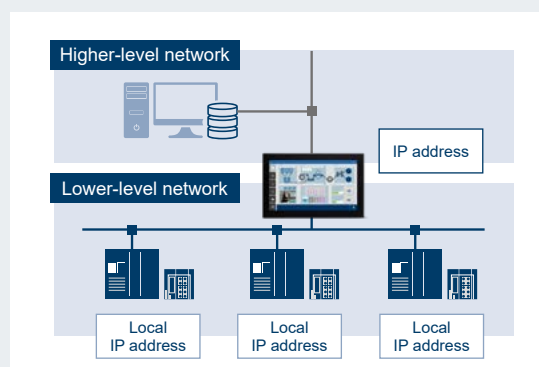 Higher-level network
IP address
Lower-level network
Local
IP address
Local
IP address
Local
IP address